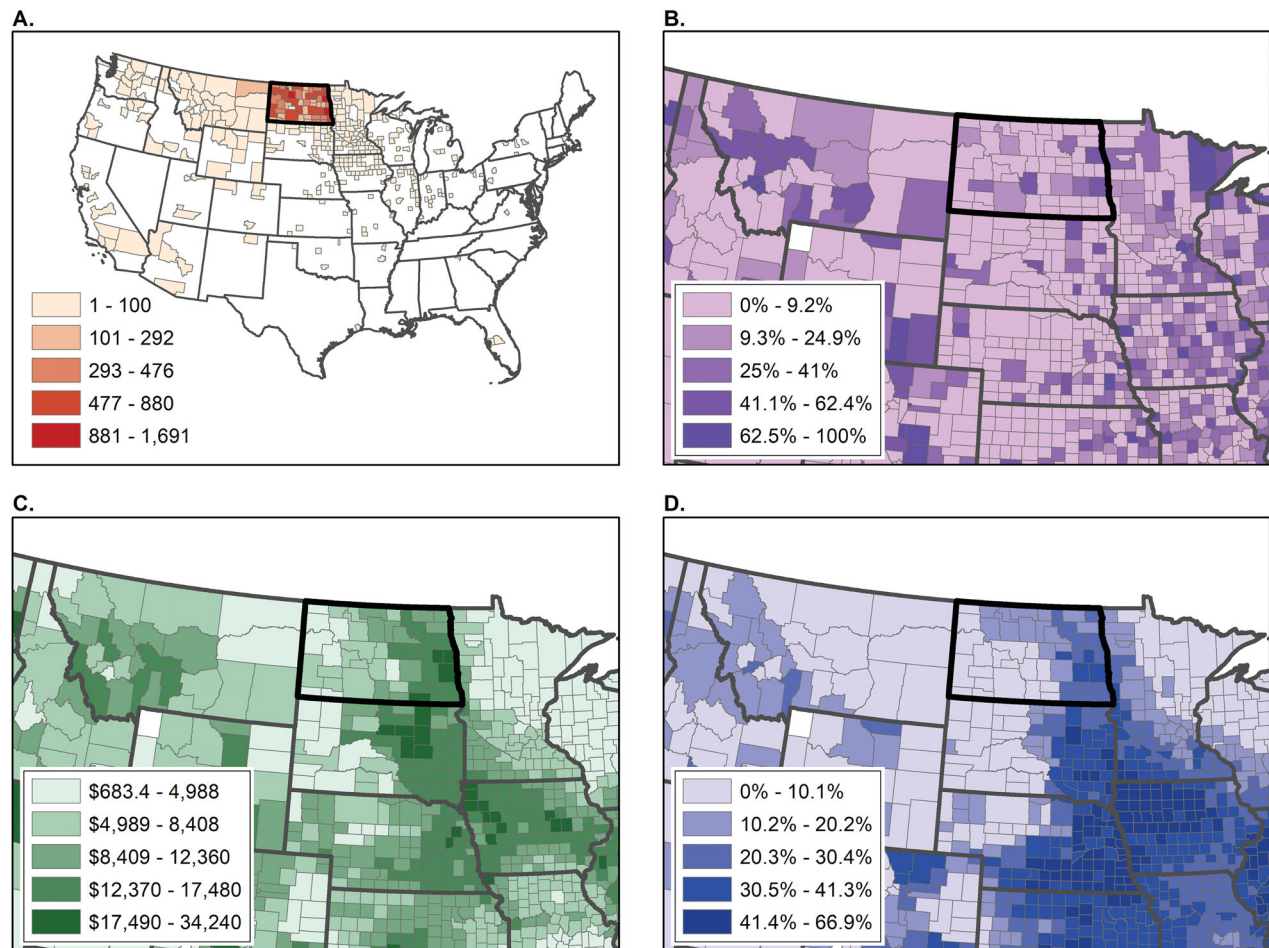 A.
1 - 100
101 - 292
293 - 476
477 - 880
881 - 1,691
B.
0% - 9.2%
9.3% - 24.9%
25% - 41%
41.1% - 62.4%
62.5% - 100%
C.
$683.4 - 4,988
$4,989 - 8,408
$8,409 - 12,360
$12,370 - 17,480
$17,490 - 34,240
D.
0% - 10.1%
10.2% - 20.2%
20.3% - 30.4%
30.5% - 41.3%
41.4% - 66.9%